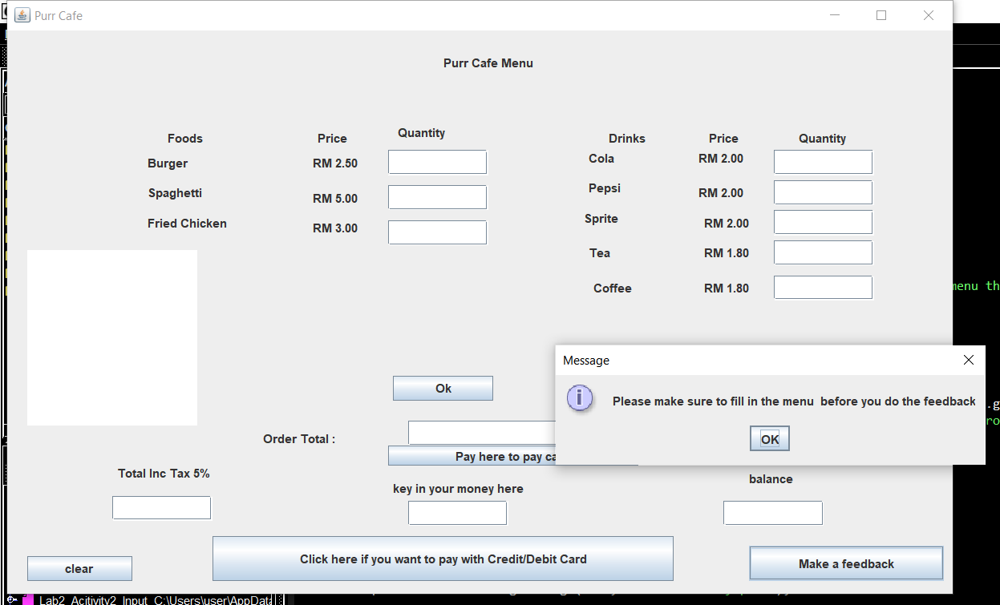 Purr Cafe
Purr Cafe Menu
Foods Price Quantity
Burger RM 2.50
Spaghetti RM 5.00
Fried Chicken RM 3.00
Drinks Price Quantity
Cola RM 2.00
Pepsi RM 2.00
Sprite RM 2.00
Tea RM 1.80
Coffee RM 1.80
menu th
Message
Please make sure to fill in the menu  before you do the feedback
OK
Ok
.g
ro
Order Total :
Pay here to pay ca
Total Inc Tax 5%
key in your money here
balance
Click here if you want to pay with Credit/Debit Card
clear
Make a feedback
Lab2_Acitivity2_Input C:\Users\user\AppData